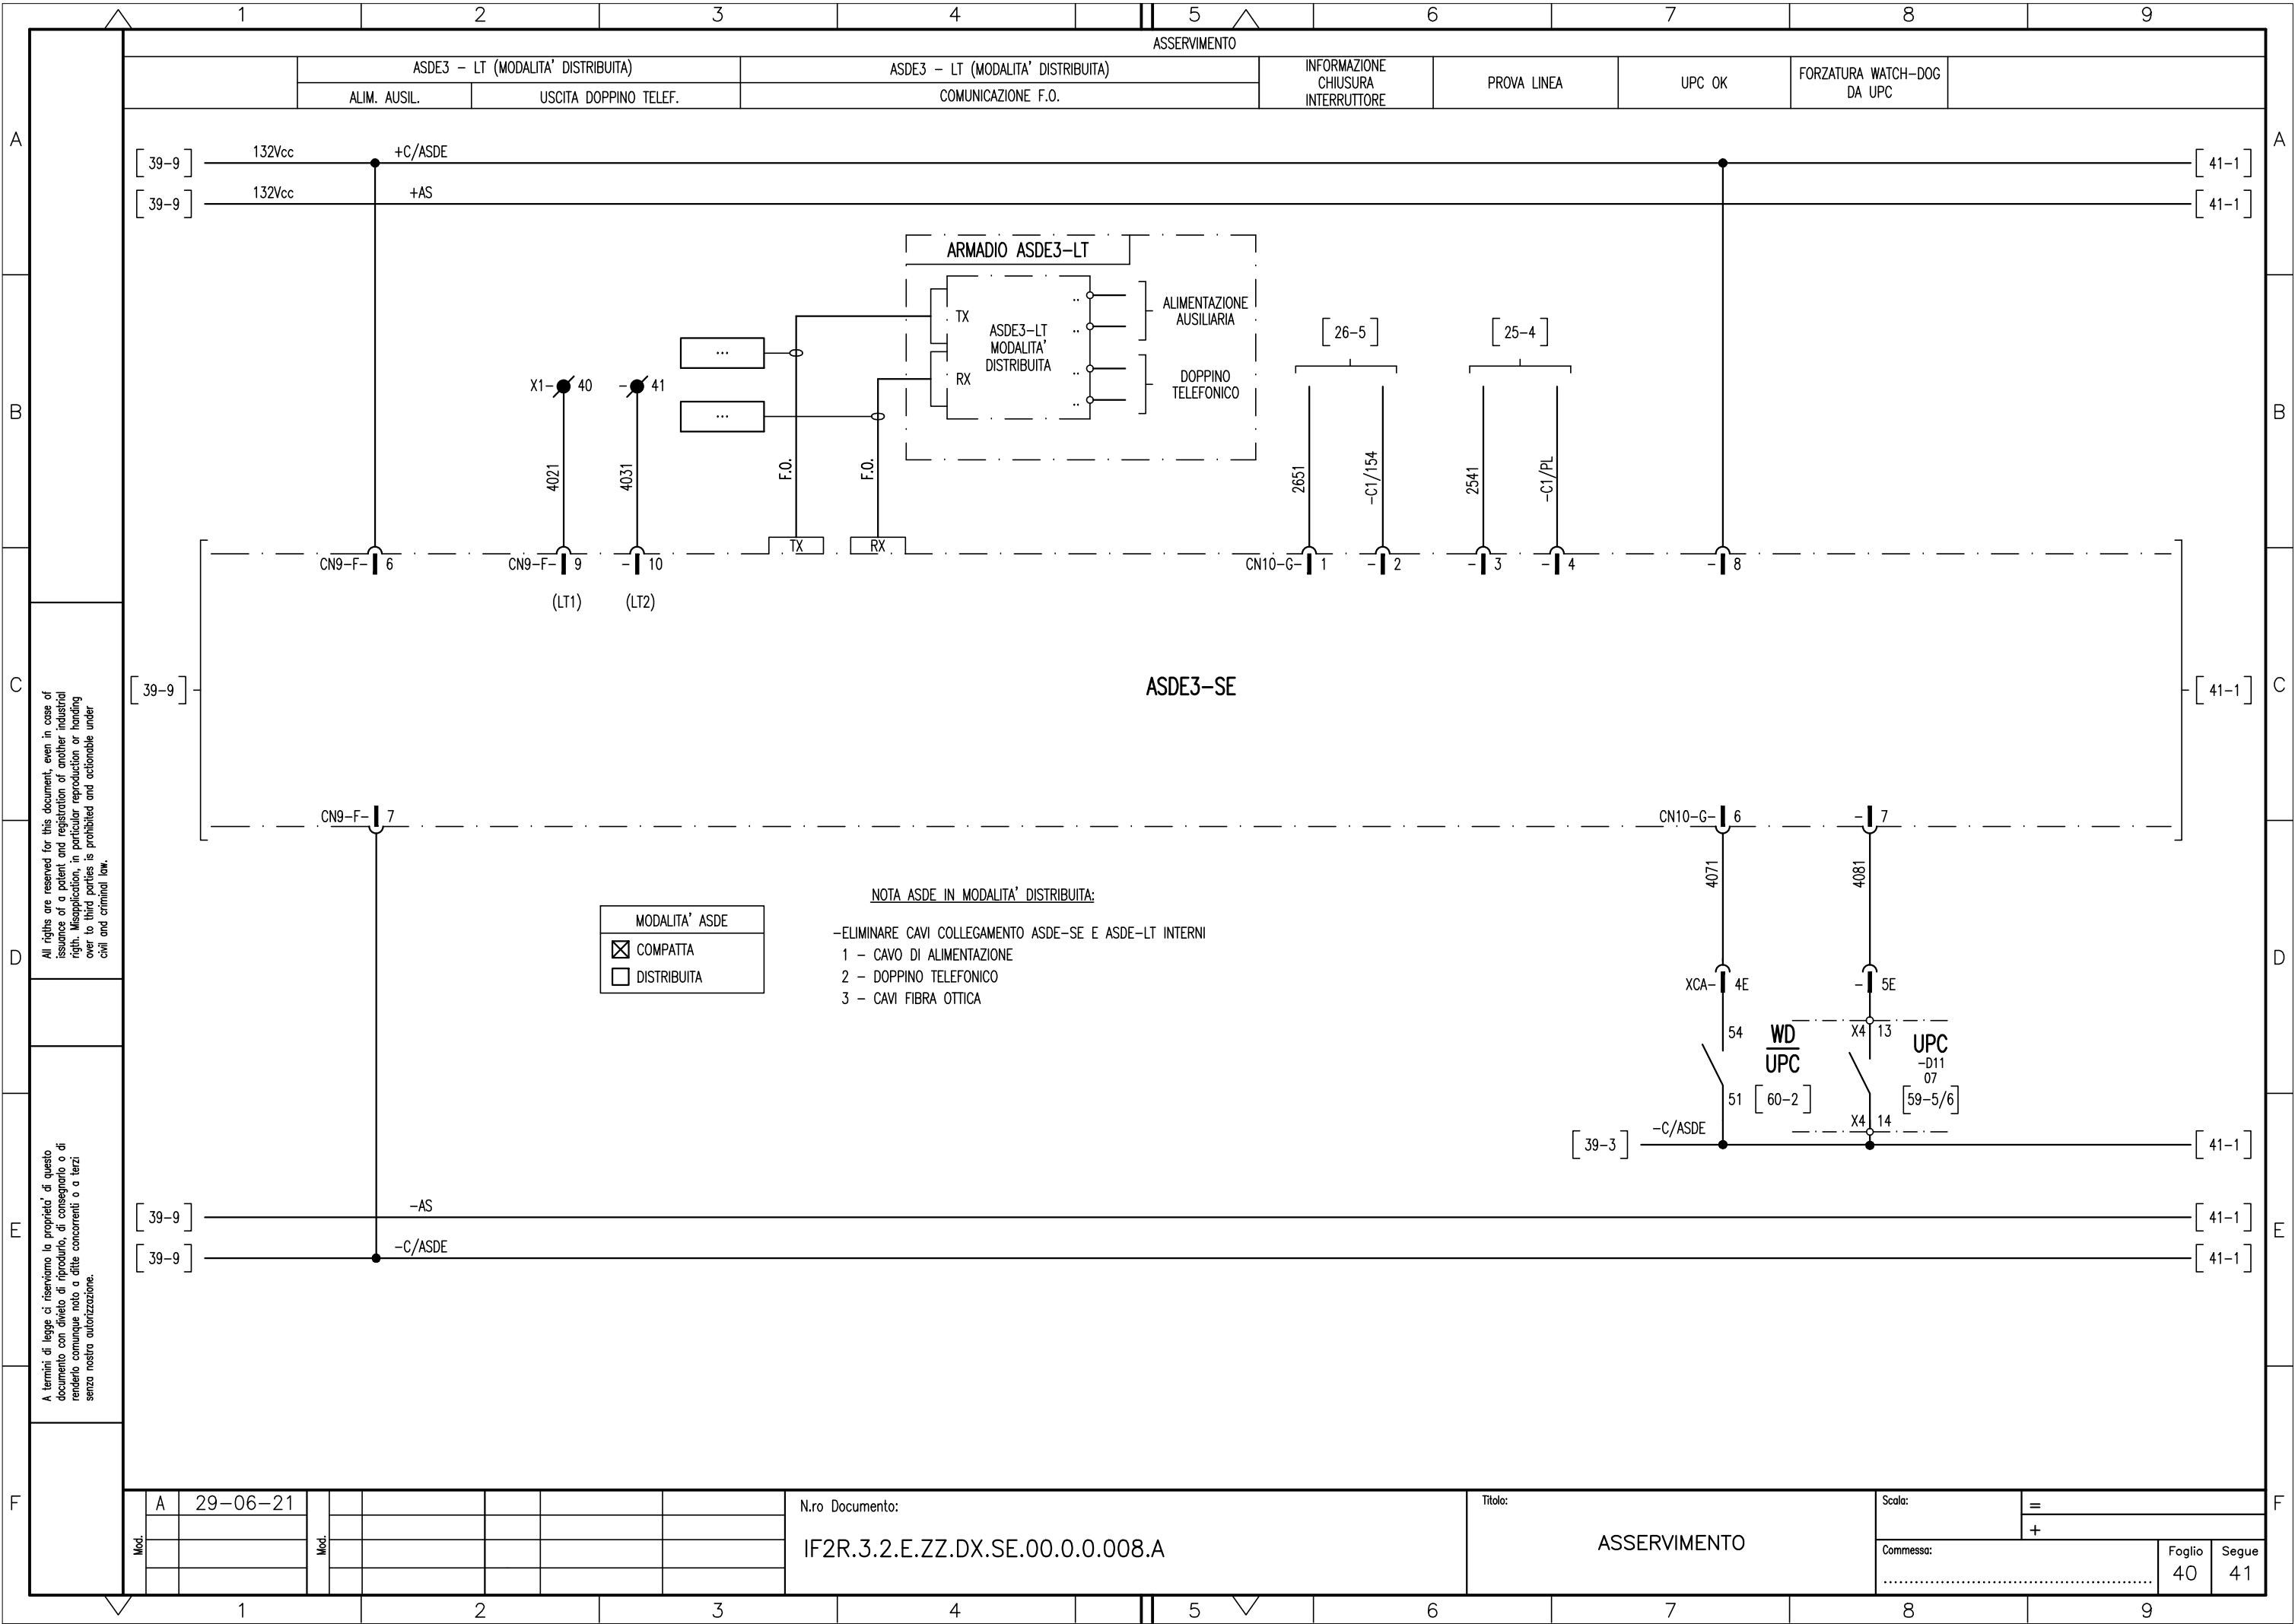 1 2 3 4 5 6 7 8 9
ASSERVIMENTO
ASDE3 - LT (MODALITA' DISTRIBUITA)
ALIM. AUSIL.
USCITA DOPPINO TELEF.
ASDE3 - LT (MODALITA' DISTRIBUITA)
COMUNICAZIONE F.O.
INFORMAZIONE
CHIUSURA
INTERRUTTORE
PROVA LINEA
UPC OK
FORZATURA WATCH-DOG
DA UPC
A A
39-9 132Vcc +C/ASDE 41-1
39-9 132Vcc +AS 41-1
ARMADIO ASDE3-LT
TX
RX
ASDE3-LT
MODALITA'
DISTRIBUITA
..
..
..
..
ALIMENTAZIONE
AUSILIARIA
DOPPINO
TELEFONICO
...
...
26-5
25-4
B B
X1- 40
- 41
4021
4031
F.O.
F.O.
2651
-C1/154
2541
-C1/PL
TX
RX
CN9-F- 6
CN9-F- 9
- 10
CN10-G- 1
- 2
- 3
- 4
- 8
(LT1)
(LT2)
C C
39-9
ASDE3-SE
41-1
CN9-F- 7
CN10-G- 6
- 7
4071
4081
D D
MODALITA' ASDE
COMPATTA
DISTRIBUITA
NOTA ASDE IN MODALITA' DISTRIBUITA:
-ELIMINARE CAVI COLLEGAMENTO ASDE-SE E ASDE-LT INTERNI
1 - CAVO DI ALIMENTAZIONE
2 - DOPPINO TELEFONICO
3 - CAVI FIBRA OTTICA
XCA- 4E
- 5E
54
WD
UPC
51
60-2
X4 13
UPC
-D11
07
59-5/6
X4 14
39-3 -C/ASDE 41-1
E E
39-9 -AS 41-1
39-9 -C/ASDE 41-1
All rigths are reserved for this document, even in case of
issuance of a patent and registration of another industrial
rigth. Misapplication, in particular reproduction or handing
over to third parties is prohibited and actionable under
civil and criminal law.
A termini di legge ci riserviamo la proprieta' di questo
documento con divieto di riprodurlo, di consegnarlo o di
renderlo comunque noto a ditte concorrenti o a terzi
senza nostra autorizzazione.
F F
Mod.
A 29-06-21
Mod.
N.ro Documento:
IF2R.3.2.E.ZZ.DX.SE.00.0.0.008.A
Titolo:
ASSERVIMENTO
Scala:
=
+
Commessa:
Foglio
40
Segue
41
1 2 3 4 5 6 7 8 9